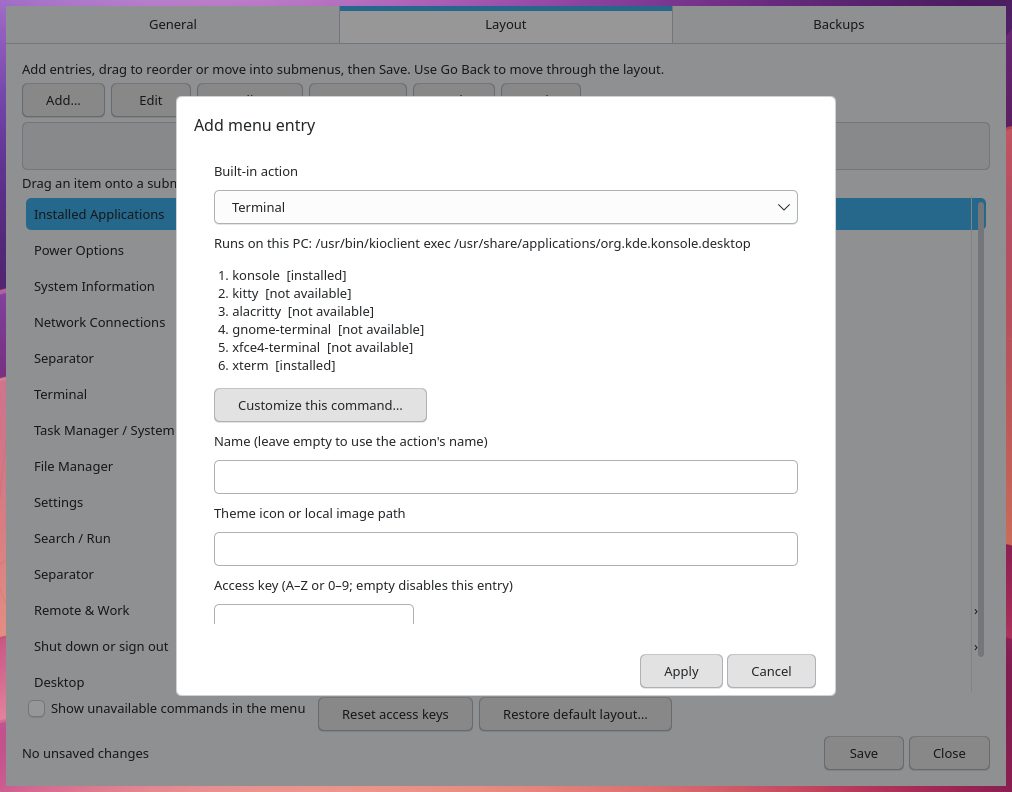 General
Layout
Backups
Add entries, drag to reorder or move into submenus, then Save. Use Go Back to move through the layout.
Add...
Edit
Add menu entry
Built-in action
Drag an item onto a subm
Terminal
Installed Applications
Runs on this PC: /usr/bin/kioclient exec /usr/share/applications/org.kde.konsole.desktop
Power Options
1. konsole [installed]
System Information
2. kitty [not available]
3. alacritty [not available]
Network Connections
4. gnome-terminal [not available]
5. xfce4-terminal [not available]
Separator
6. xterm [installed]
Terminal
Customize this command...
Task Manager / System
Name (leave empty to use the action's name)
File Manager
Settings
Theme icon or local image path
Search / Run
Separator
Access key (A–Z or 0–9; empty disables this entry)
Remote & Work ›
Shut down or sign out ›
Apply
Cancel
Desktop
Show unavailable commands in the menu
Reset access keys
Restore default layout...
No unsaved changes
Save
Close